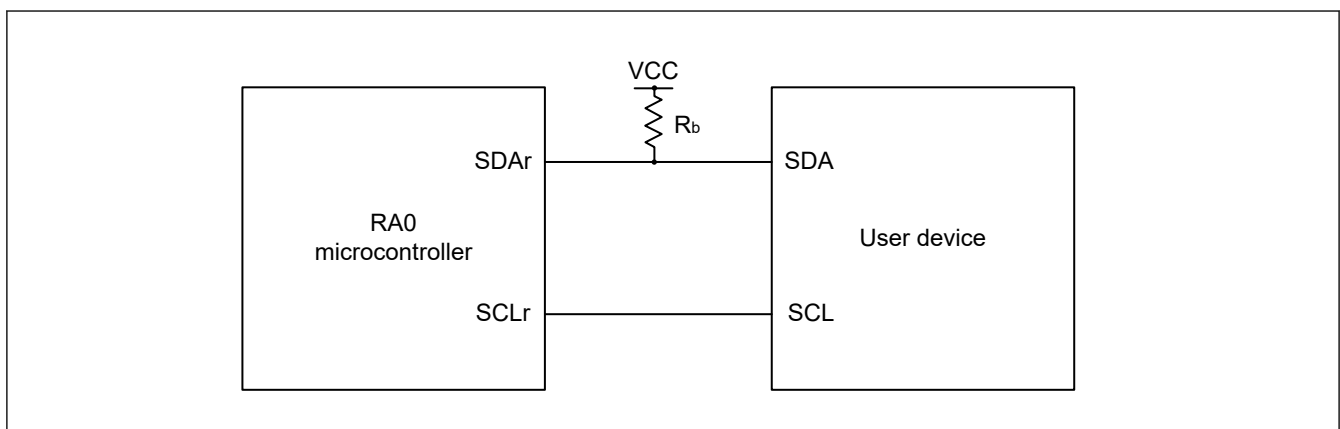 VCC
Rb
SDAr
SDA
RA0
microcontroller
User device
SCLr
SCL